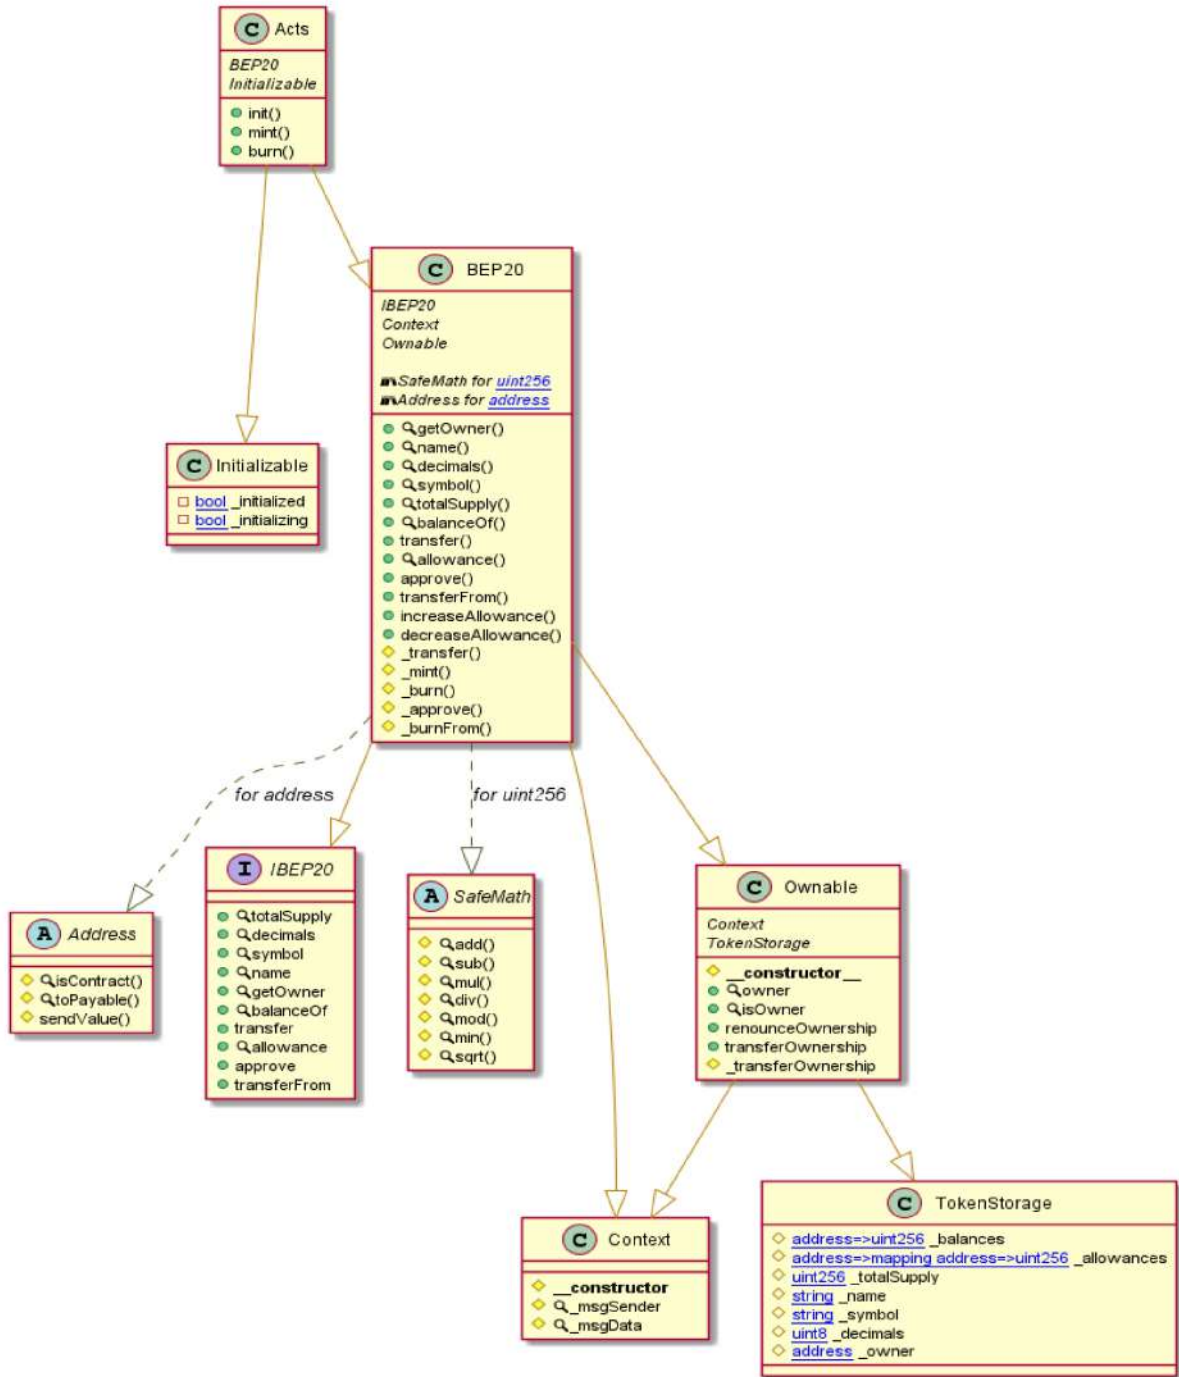 C Acts
BEP20
Initializable
init()
mint()
burn()
C BEP20
IBEP20
Context
Ownable
SafeMath for uint256
Address for address
getOwner()
name()
decimals()
symbol()
totalSupply()
balanceOf()
transfer()
allowance()
approve()
transferFrom()
increaseAllowance()
decreaseAllowance()
_transfer()
_mint()
_burn()
_approve()
_burnFrom()
C Initializable
bool _initialized
bool _initializing
for address
for uint256
A Address
isContract()
toPayable()
sendValue()
I IBEP20
totalSupply
decimals
symbol
name
getOwner
balanceOf
transfer
allowance
approve
transferFrom
A SafeMath
add()
sub()
mul()
div()
mod()
min()
sqrt()
C Ownable
Context
TokenStorage
__constructor__
owner
isOwner
renounceOwnership
transferOwnership
_transferOwnership
C Context
__constructor
_msgSender
_msgData
C TokenStorage
address=>uint256 _balances
address=>mapping address=>uint256 _allowances
uint256 _totalSupply
string _name
string _symbol
uint8 _decimals
address _owner